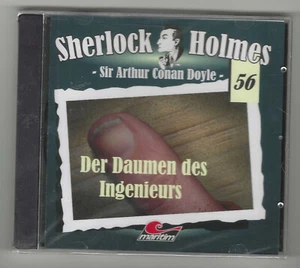 Sherlock Holmes
- Sir Arthur Conan Doyle -
56
Der Daumen des
Ingenieurs
maritim